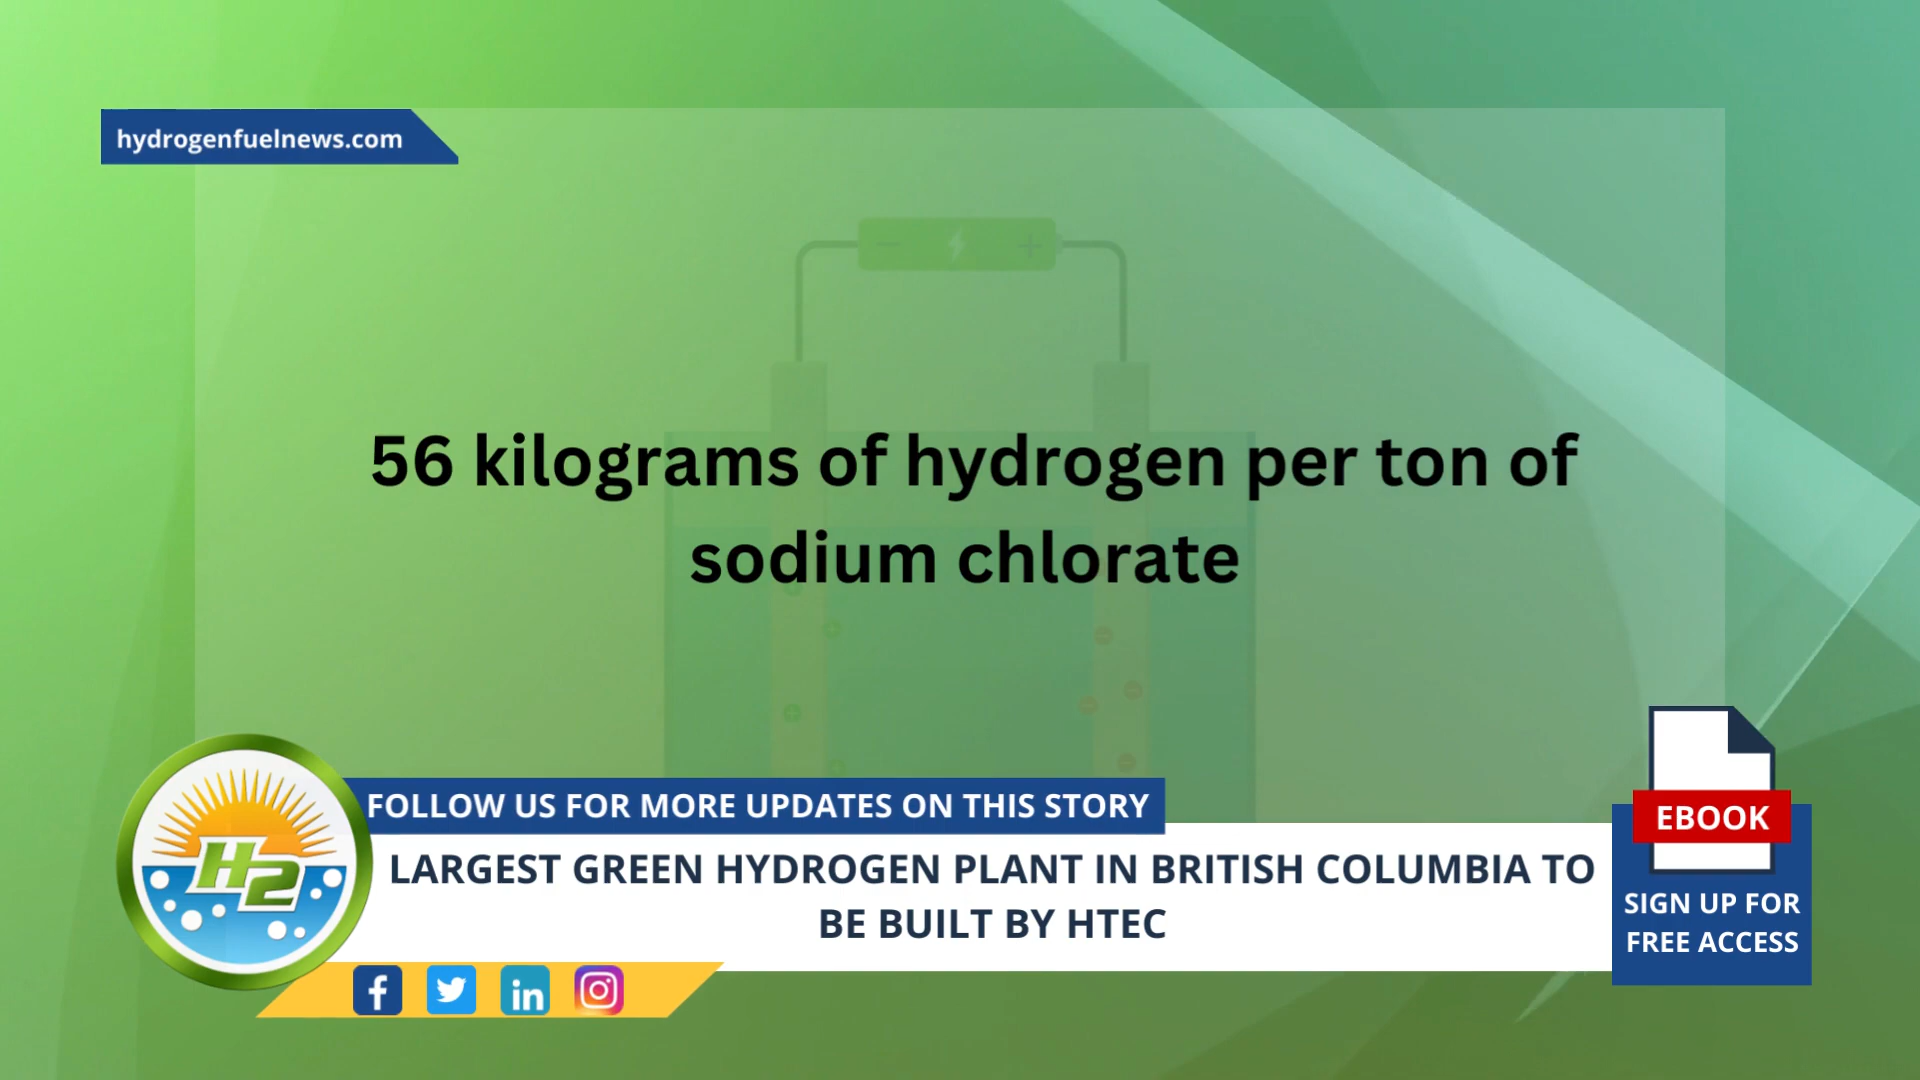 hydrogenfuelnews.com
56 kilograms of hydrogen per ton of
sodium chlorate
FOLLOW US FOR MORE UPDATES ON THIS STORY
LARGEST GREEN HYDROGEN PLANT IN BRITISH COLUMBIA TO
BE BUILT BY HTEC
H2
EBOOK
SIGN UP FOR
FREE ACCESS